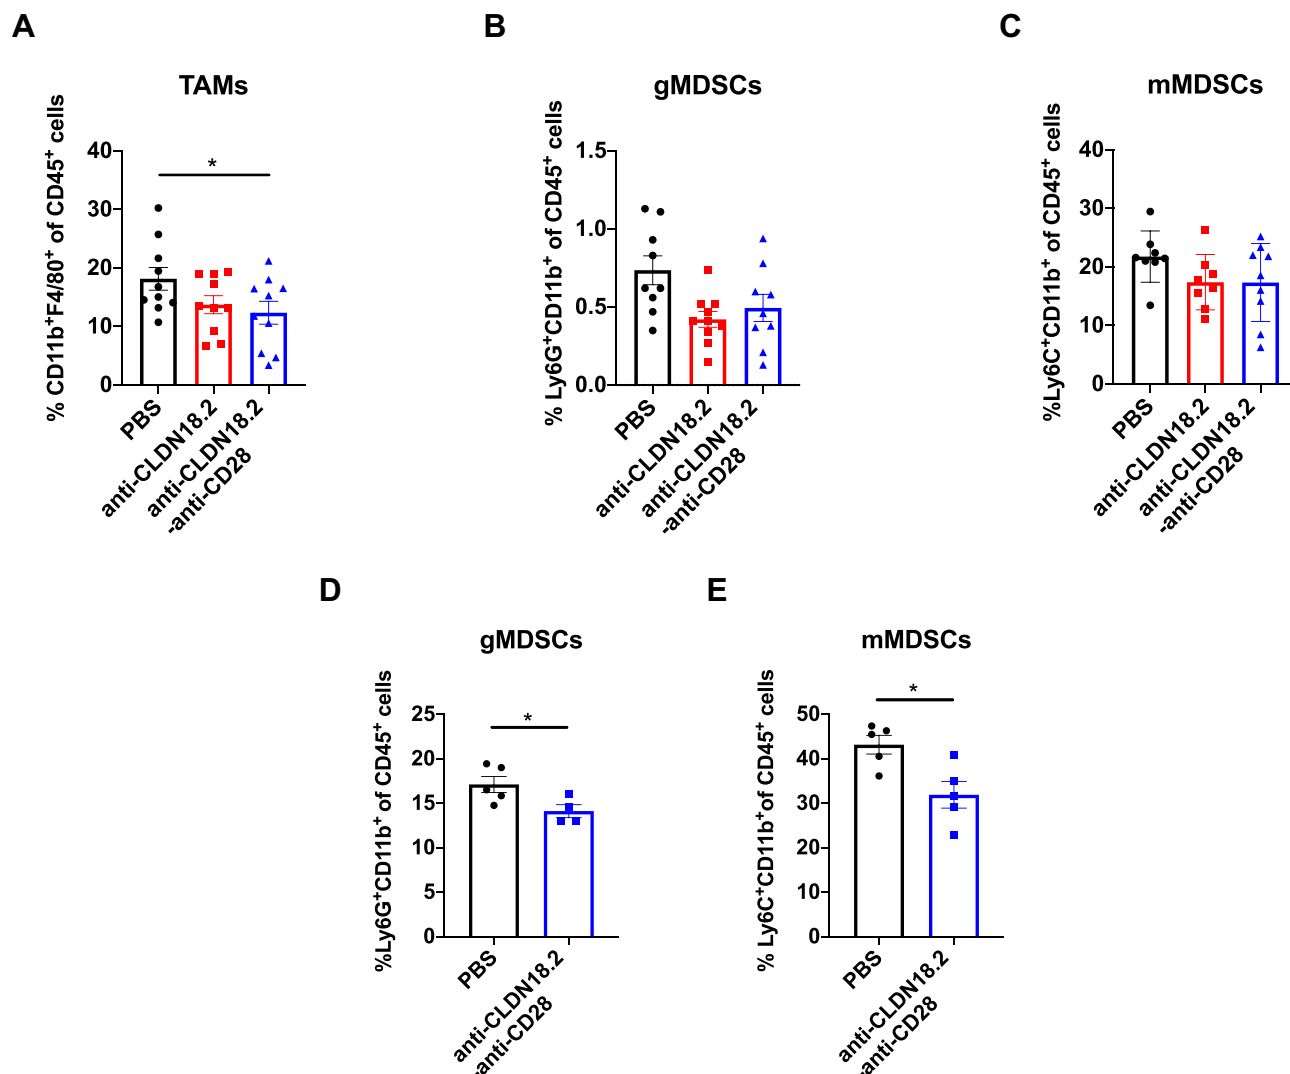 A
TAMs
% CD11b⁺F4/80⁺ of CD45⁺ cells
40
30
20
10
0
*
PBS
anti-CLDN18.2
anti-CLDN18.2
-anti-CD28
B
gMDSCs
% Ly6G⁺CD11b⁺ of CD45⁺ cells
1.5
1.0
0.5
0.0
PBS
anti-CLDN18.2
anti-CLDN18.2
-anti-CD28
C
mMDSCs
%Ly6C⁺CD11b⁺ of CD45⁺ cells
40
30
20
10
0
PBS
anti-CLDN18.2
anti-CLDN18.2
-anti-CD28
D
gMDSCs
%Ly6G⁺CD11b⁺ of CD45⁺ cells
25
20
15
10
5
0
*
PBS
anti-CLDN18.2
-anti-CD28
E
mMDSCs
% Ly6C⁺CD11b⁺of CD45⁺ cells
50
40
30
20
10
0
*
PBS
anti-CLDN18.2
-anti-CD28